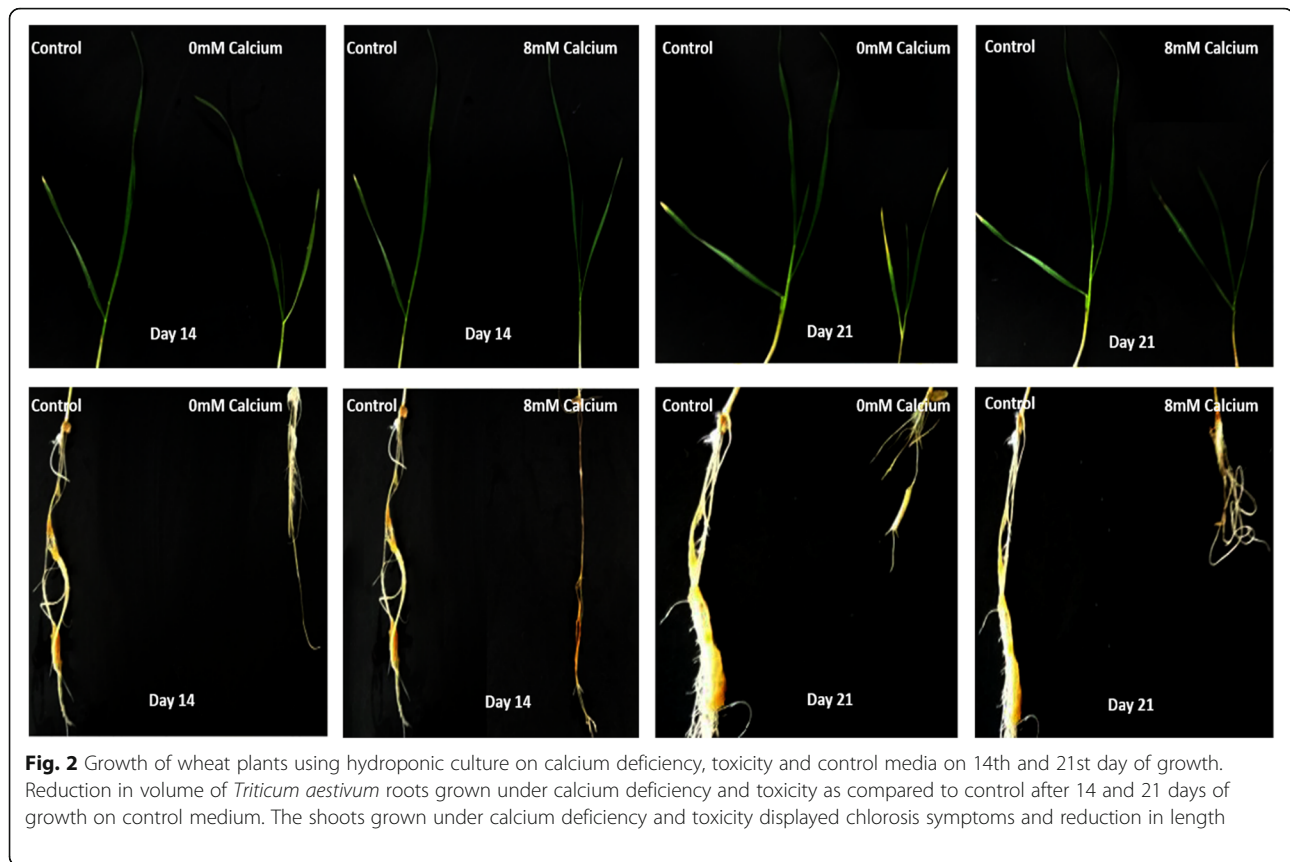 Control 0mM Calcium
Day 14
Control 8mM Calcium
Day 14
Control 0mM Calcium
Day 21
Control 8mM Calcium
Day 21
Control 0mM Calcium
Day 14
Control 8mM Calcium
Day 14
Control 0mM Calcium
Day 21
Control 8mM Calcium
Day 21
Fig. 2 Growth of wheat plants using hydroponic culture on calcium deficiency, toxicity and control media on 14th and 21st day of growth.
Reduction in volume of Triticum aestivum roots grown under calcium deficiency and toxicity as compared to control after 14 and 21 days of
growth on control medium. The shoots grown under calcium deficiency and toxicity displayed chlorosis symptoms and reduction in length